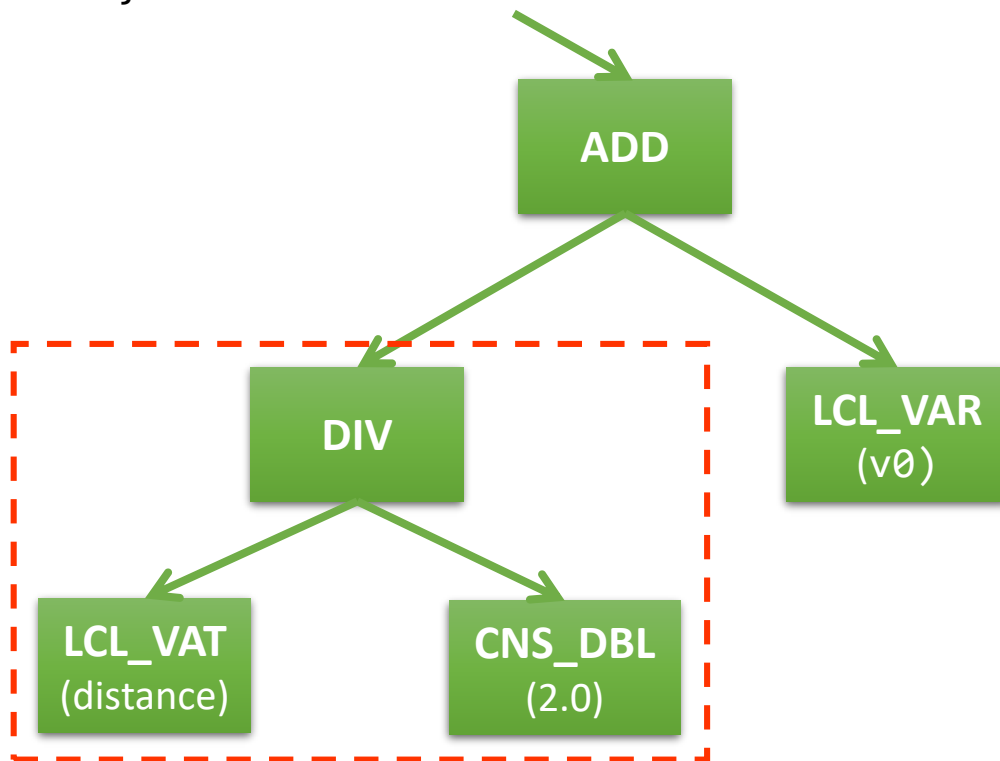 ADD
DIV
LCL_VAR
(v0)
LCL_VAT
(distance)
CNS_DBL
(2.0)